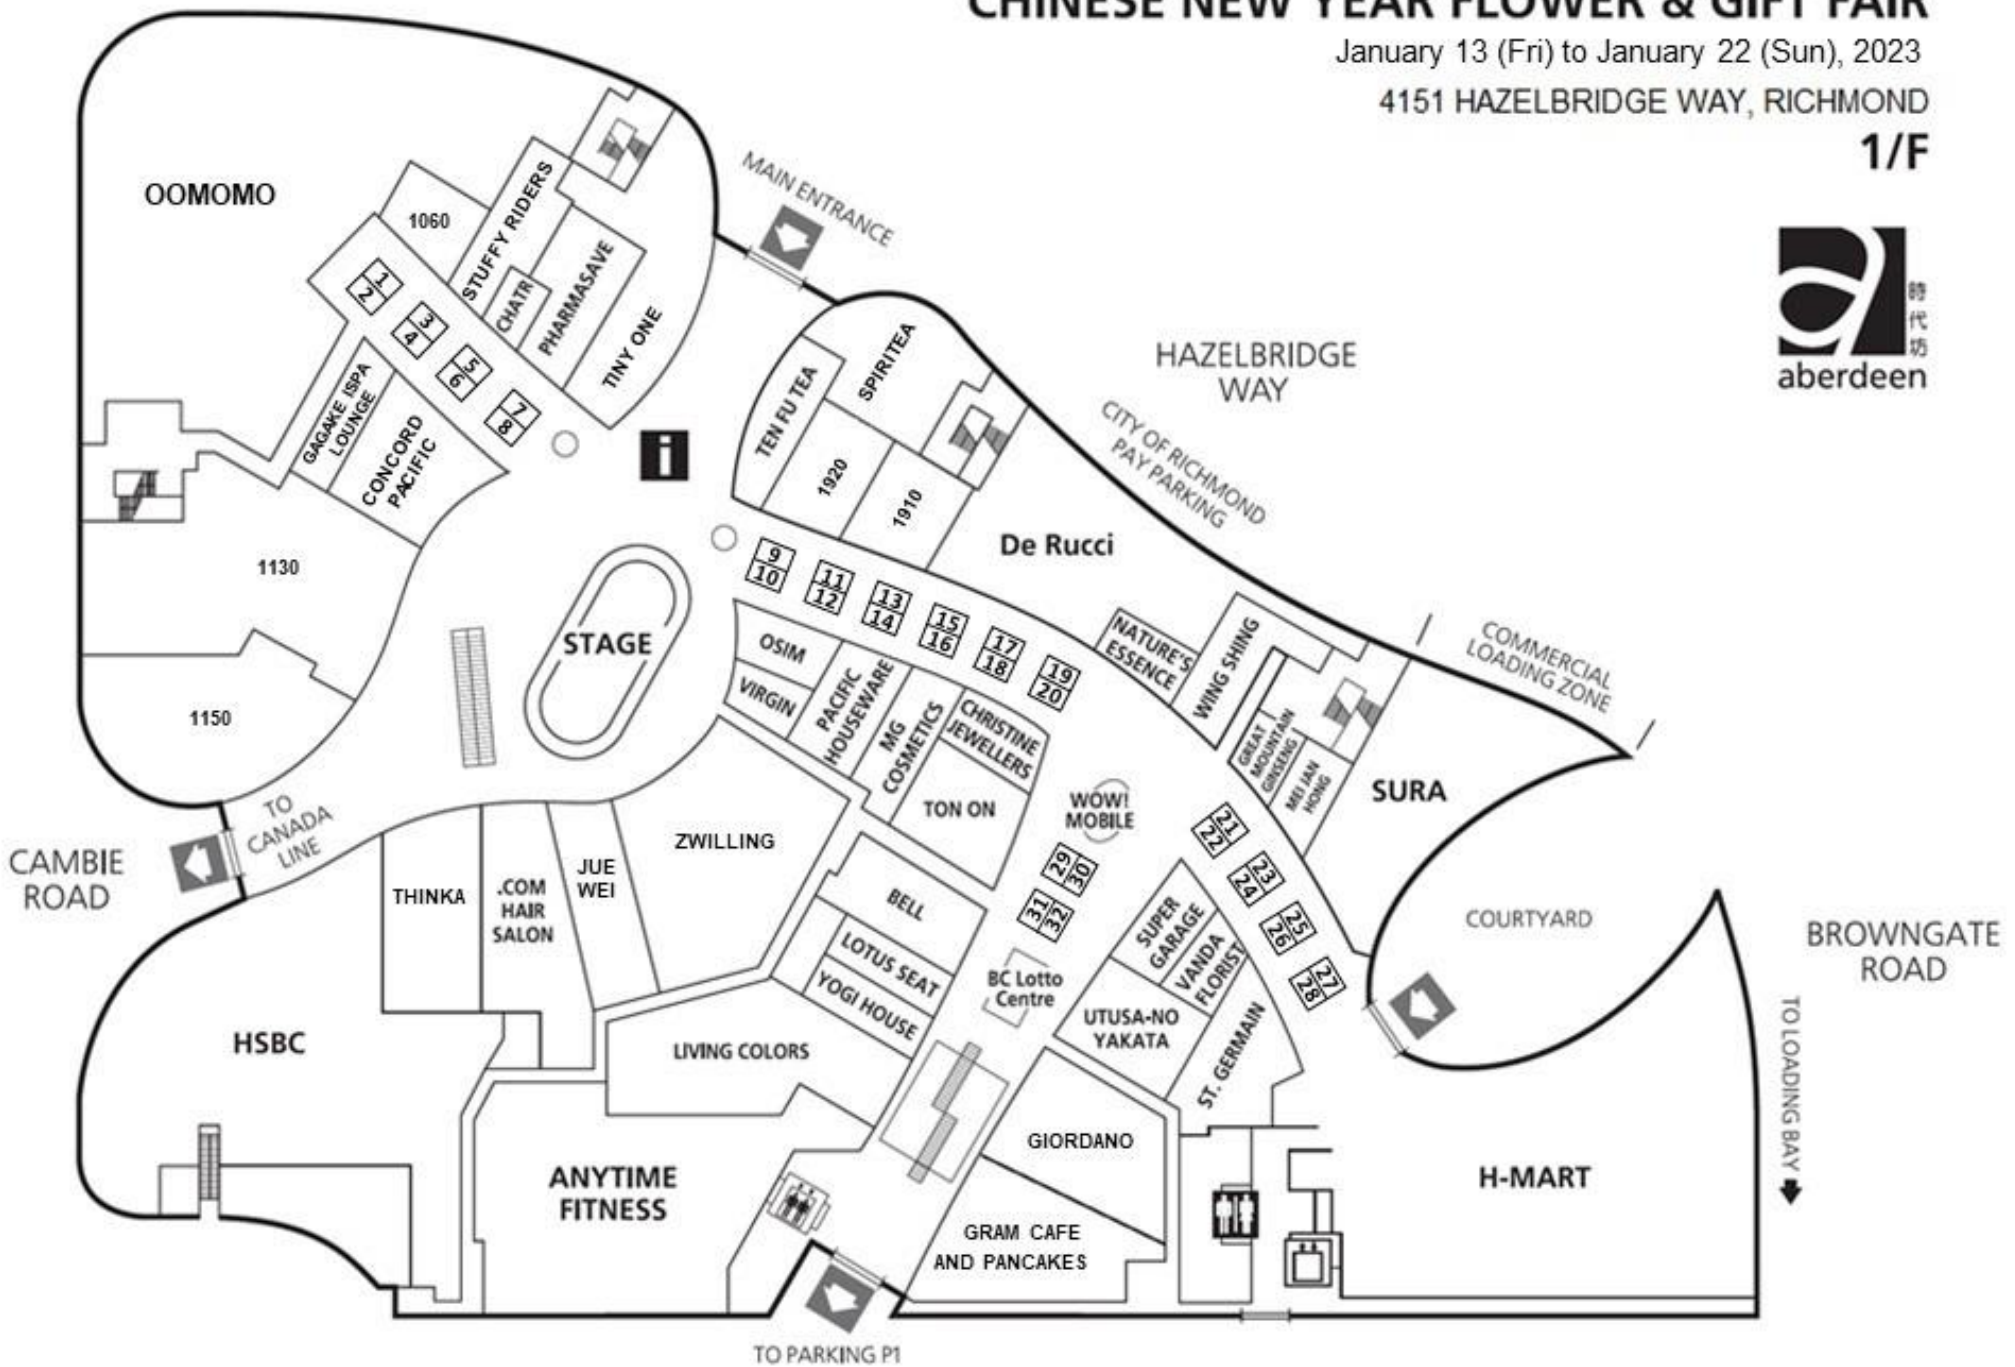 CHINESE NEW YEAR FLOWER & GIFT FAIR
January 13 (Fri) to January 22 (Sun), 2023
4151 HAZELBRIDGE WAY, RICHMOND
1/F
時
代
坊
aberdeen
MAIN ENTRANCE
OOMOMO
1060
STUFFY RIDERS
CHATR
PHARMASAVE
TINY ONE
1
2
3
4
5
6
7
8
GAGAKE ISPA
LOUNGE
CONCORD
PACIFIC
i
TEN FU TEA
SPIRITEA
1920
1910
De Rucci
HAZELBRIDGE
WAY
CITY OF RICHMOND
PAY PARKING
1130
1150
STAGE
9
10
11
12
13
14
15
16
17
18
19
20
OSIM
VIRGIN
PACIFIC
HOUSEWARE
MG
COSMETICS
CHRISTINE
JEWELLERS
TON ON
NATURE'S
ESSENCE
WING SHING
GREAT
MOUNTAIN
GINSENG
MEI JAN
HONG
SURA
COMMERCIAL
LOADING ZONE
WOW!
MOBILE
21
22
23
24
25
26
27
28
29
30
31
32
TO
CANADA
LINE
CAMBIE
ROAD
THINKA
.COM
HAIR
SALON
JUE
WEI
ZWILLING
BELL
LOTUS SEAT
YOGI HOUSE
BC Lotto
Centre
SUPER
GARAGE
VANDA
FLORIST
UTUSA-NO
YAKATA
ST. GERMAIN
COURTYARD
BROWNGATE
ROAD
TO LOADING BAY
HSBC
LIVING COLORS
ANYTIME
FITNESS
GIORDANO
GRAM CAFE
AND PANCAKES
H-MART
TO PARKING P1